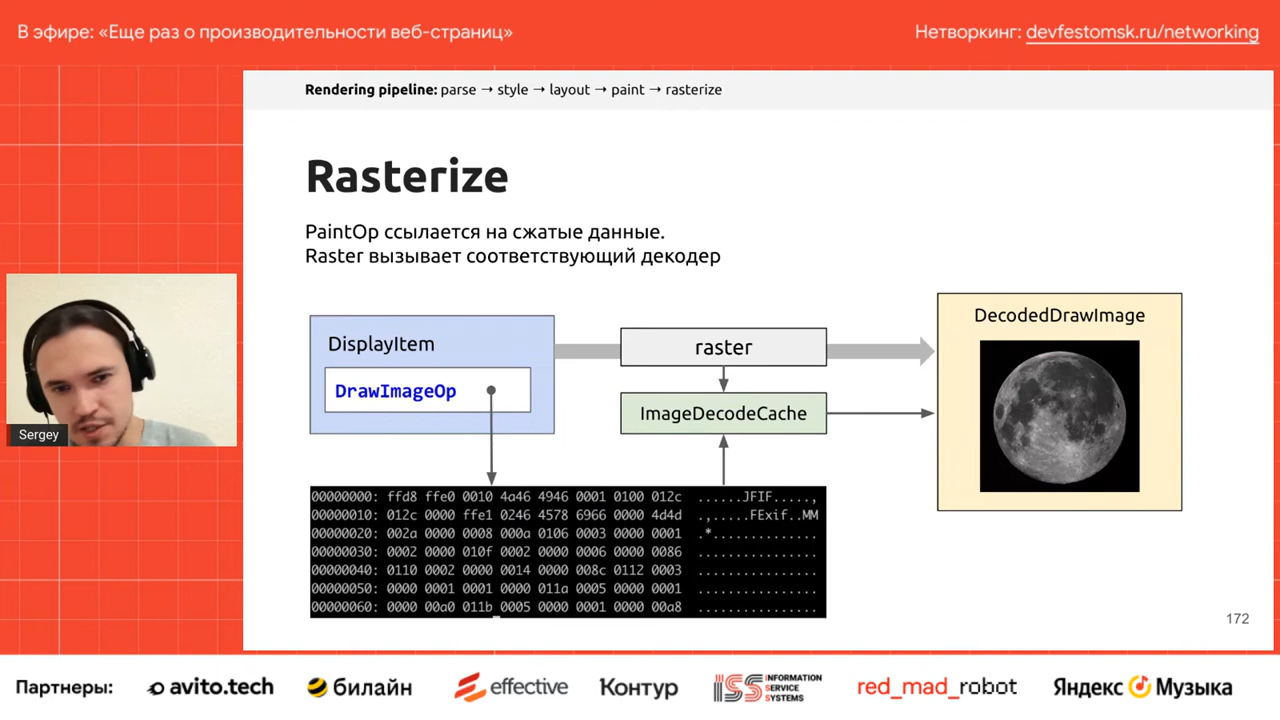 В эфире: «Еще раз о производительности веб-страниц»
Нетворкинг: devfestomsk.ru/networking
Rendering pipeline: parse → style → layout → paint → rasterize
Rasterize
PaintOp ссылается на сжатые данные.
Raster вызывает соответствующий декодер
DisplayItem
DrawImageOp
raster
ImageDecodeCache
DecodedDrawImage
00000000: ffd8 ffe0 0010 4a46 4946 0001 0100 012c ......JFIF.....,
00000010: 012c 0000 ffe1 0246 4578 6966 0000 4d4d .,.....FExif..MM
00000020: 002a 0000 0008 000a 0106 0003 0000 0001 .*..............
00000030: 0002 0000 010f 0002 0000 0006 0000 0086 ................
00000040: 0110 0002 0000 0014 0000 008c 0112 0003 ................
00000050: 0000 0001 0001 0000 011a 0005 0000 0001 ................
00000060: 0000 00a0 011b 0005 0000 0001 0000 00a8 ................
Sergey
172
Партнеры:
avito.tech
билайн
effective
Контур
ISS INFORMATION SERVICE SYSTEMS
red_mad_robot
Яндекс Музыка